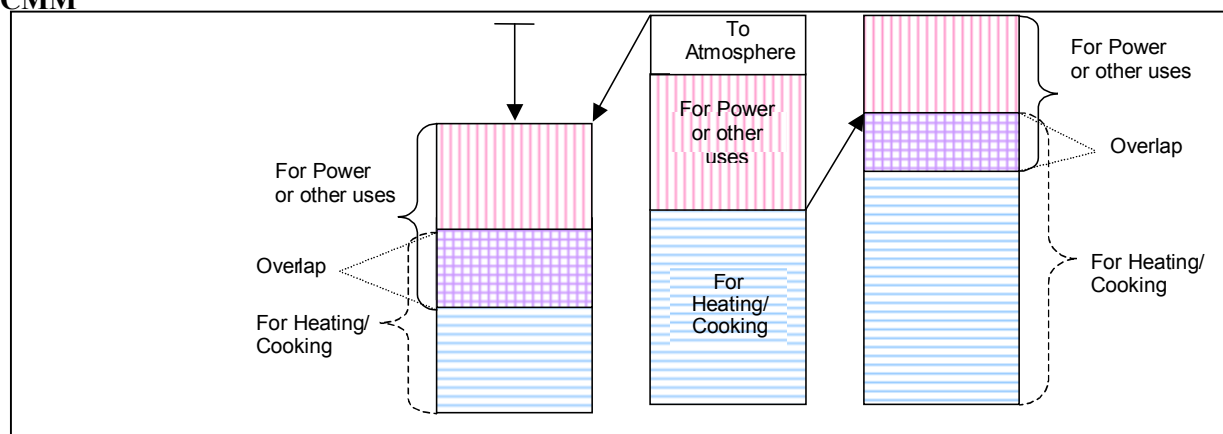 CMM
For Power
or other uses
Overlap
For Heating/
Cooking
To
Atmosphere
For Power
or other
uses
For
Heating/
Cooking
For Power
or other uses
Overlap
For Heating/
Cooking